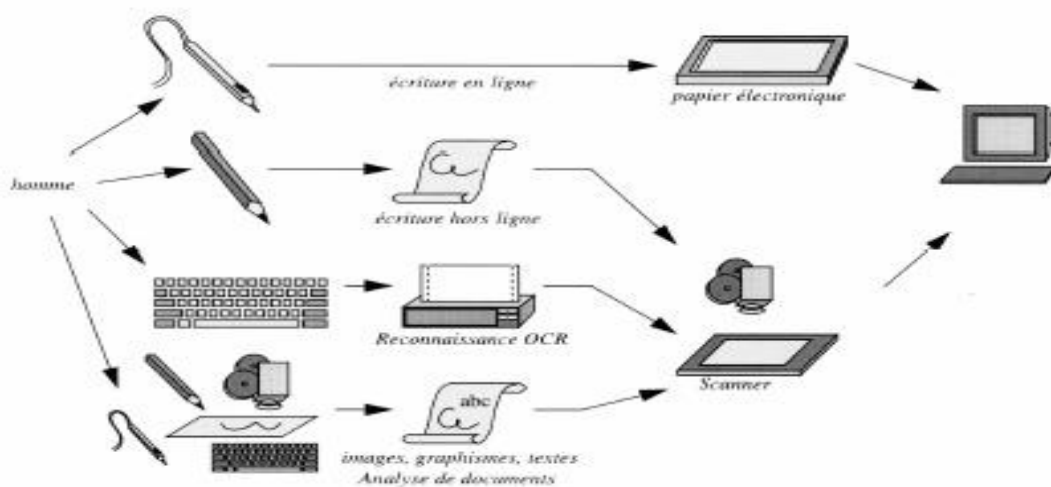 écriture en ligne
papier électronique
homme
écriture hors ligne
Reconnaissance OCR
Scanner
abc
images, graphismes, textes
Analyse de documents